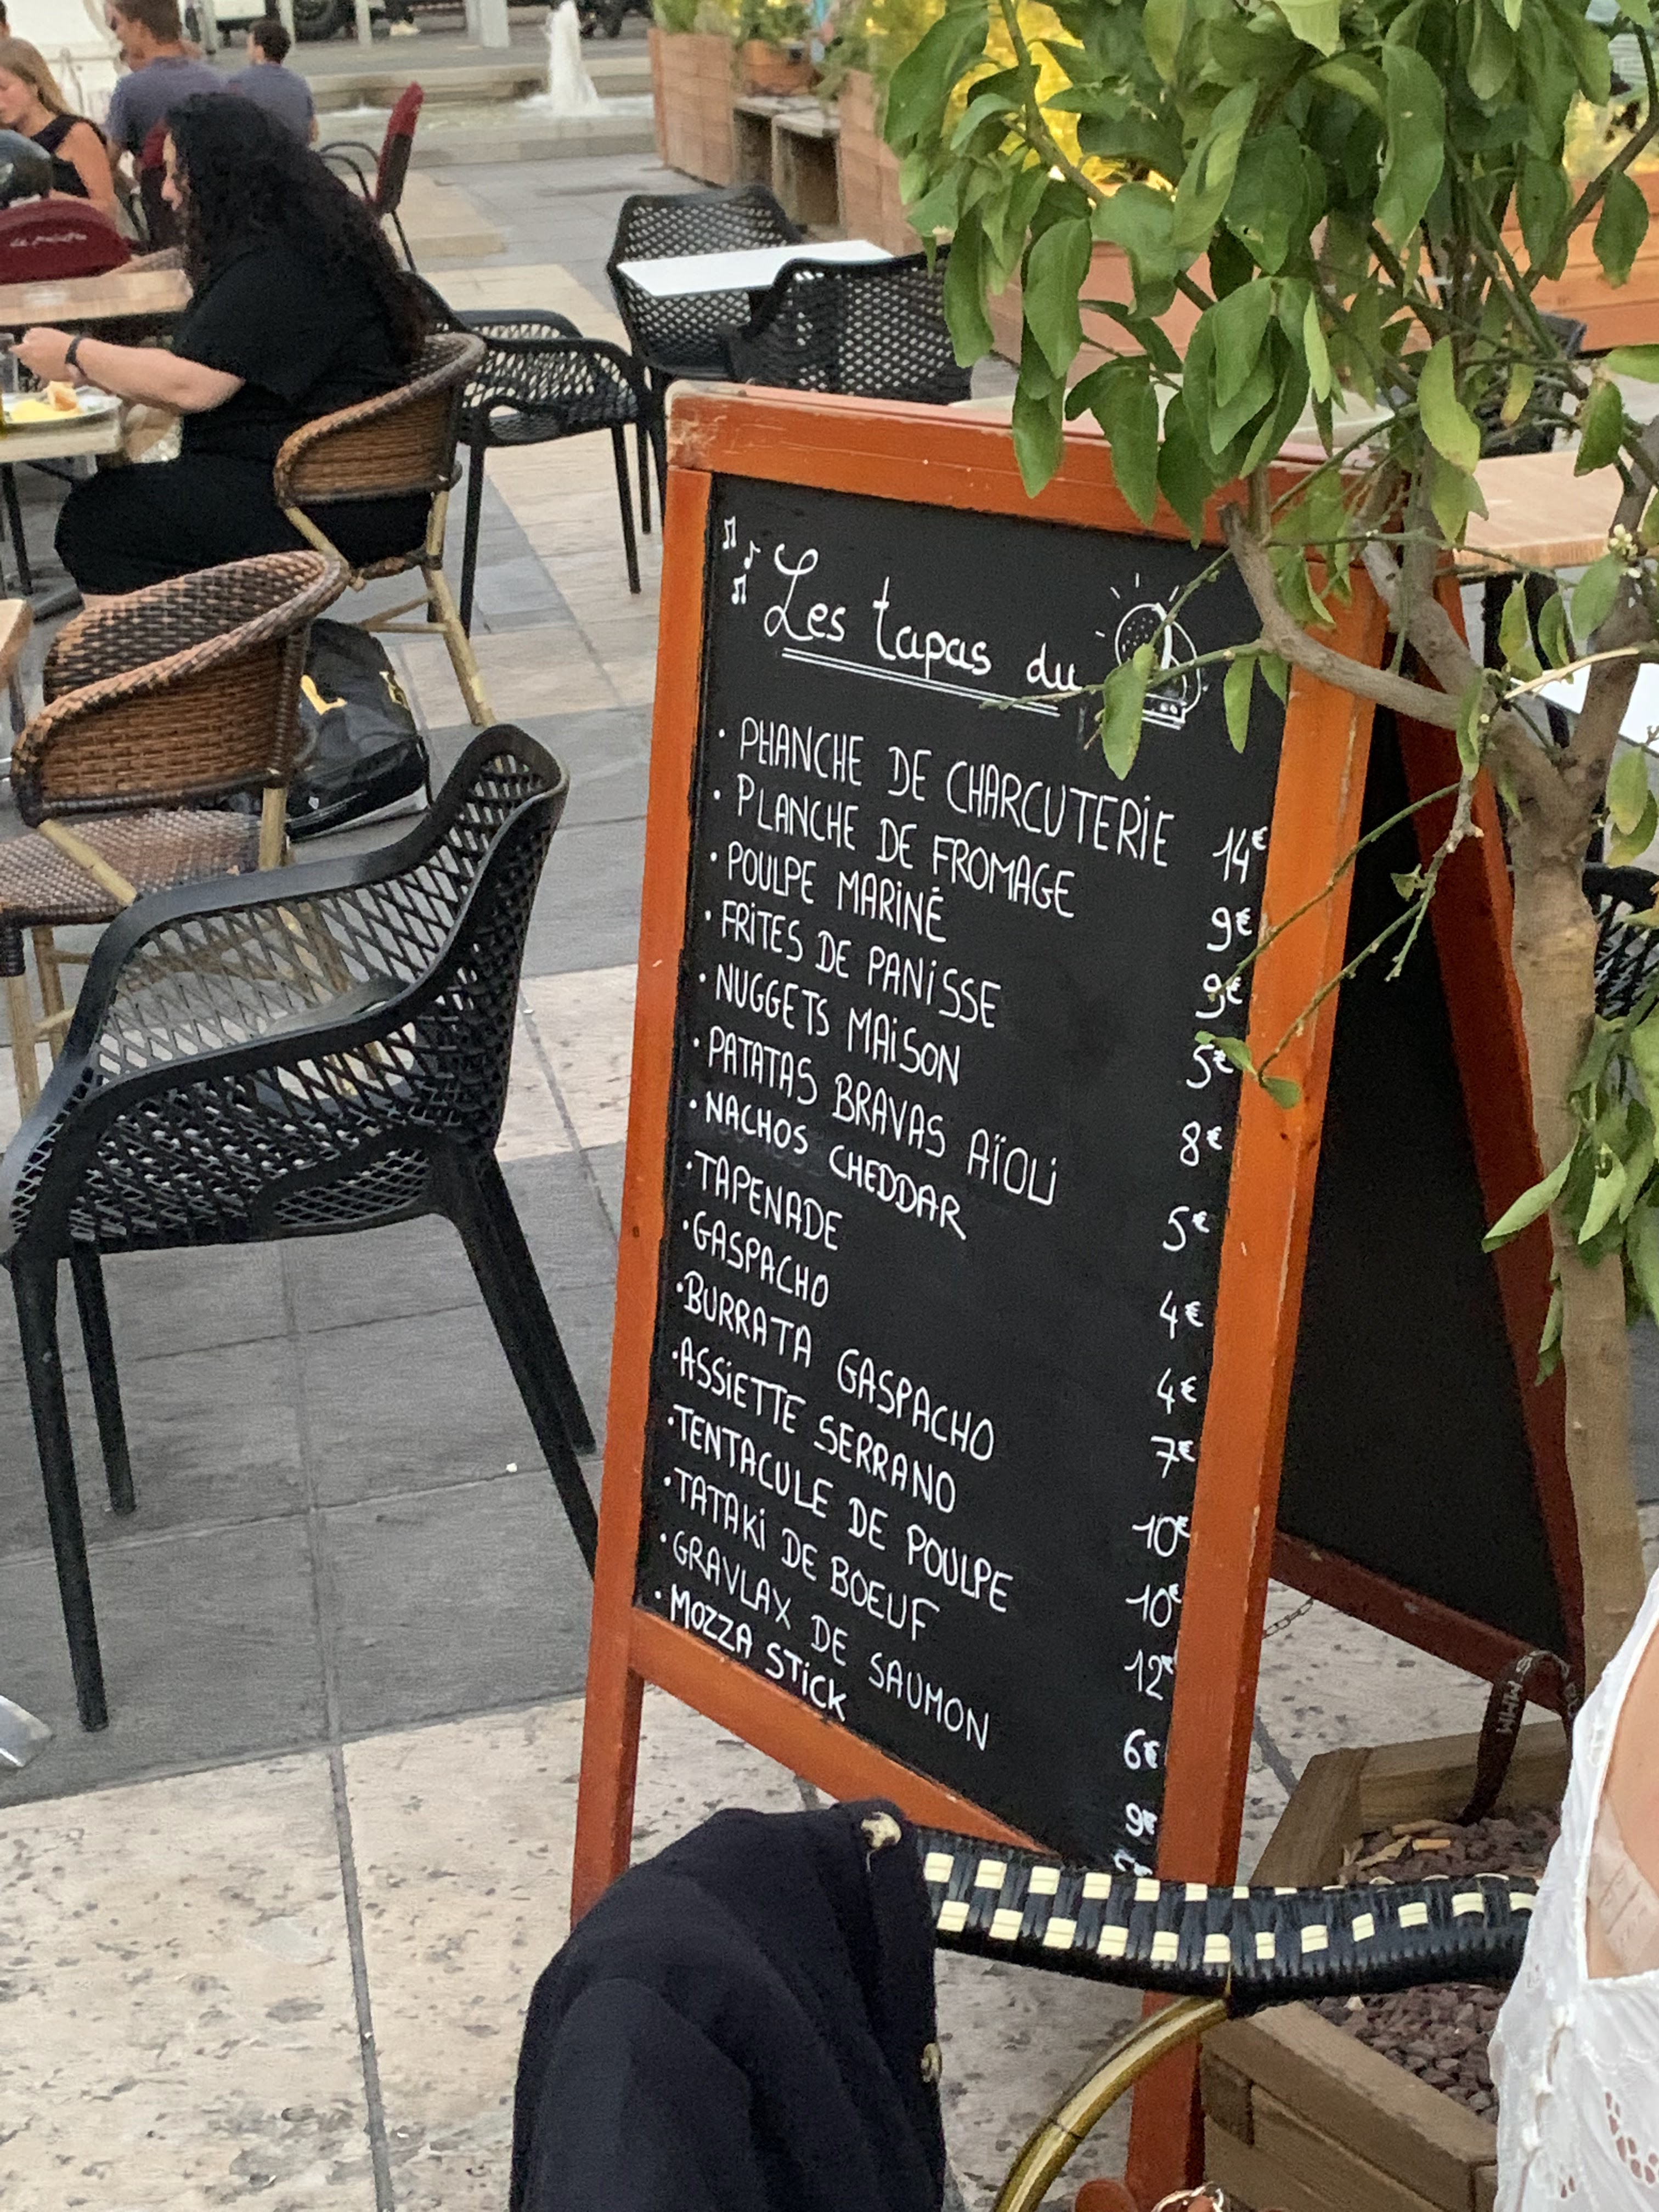 Les tapas du
· PLANCHE DE CHARCUTERIE 14€
· PLANCHE DE FROMAGE 9€
· POULPE MARINÉ 9€
· FRITES DE PANISSE 5€
· NUGGETS MAISON 8€
· PATATAS BRAVAS AÏOLI 5€
· NACHOS CHEDDAR 4€
· TAPENADE 4€
· GASPACHO 7€
· BURRATA GASPACHO 10€
· ASSIETTE SERRANO 10€
· TENTACULE DE POULPE 12€
· TATAKI DE BOEUF 6€
· GRAVLAX DE SAUMON 9€
· MOZZA STICK